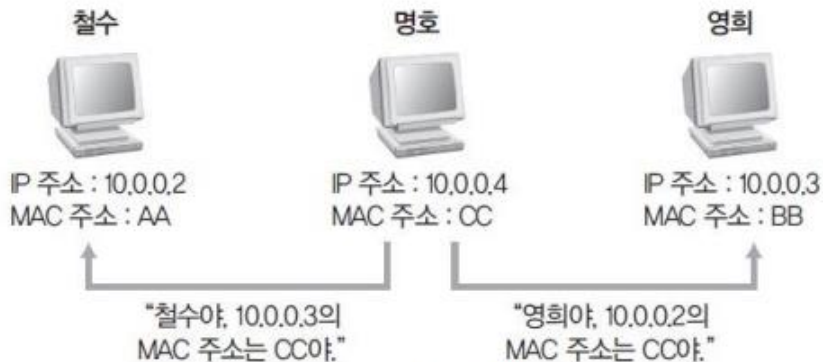 철수
명호
영희
IP 주소 : 10.0.0.2
MAC 주소 : AA
IP 주소 : 10.0.0.4
MAC 주소 : CC
IP 주소 : 10.0.0.3
MAC 주소 : BB
“철수야, 10.0.0.3의
MAC 주소는 CC야.”
“영희야, 10.0.0.2의
MAC 주소는 CC야.”